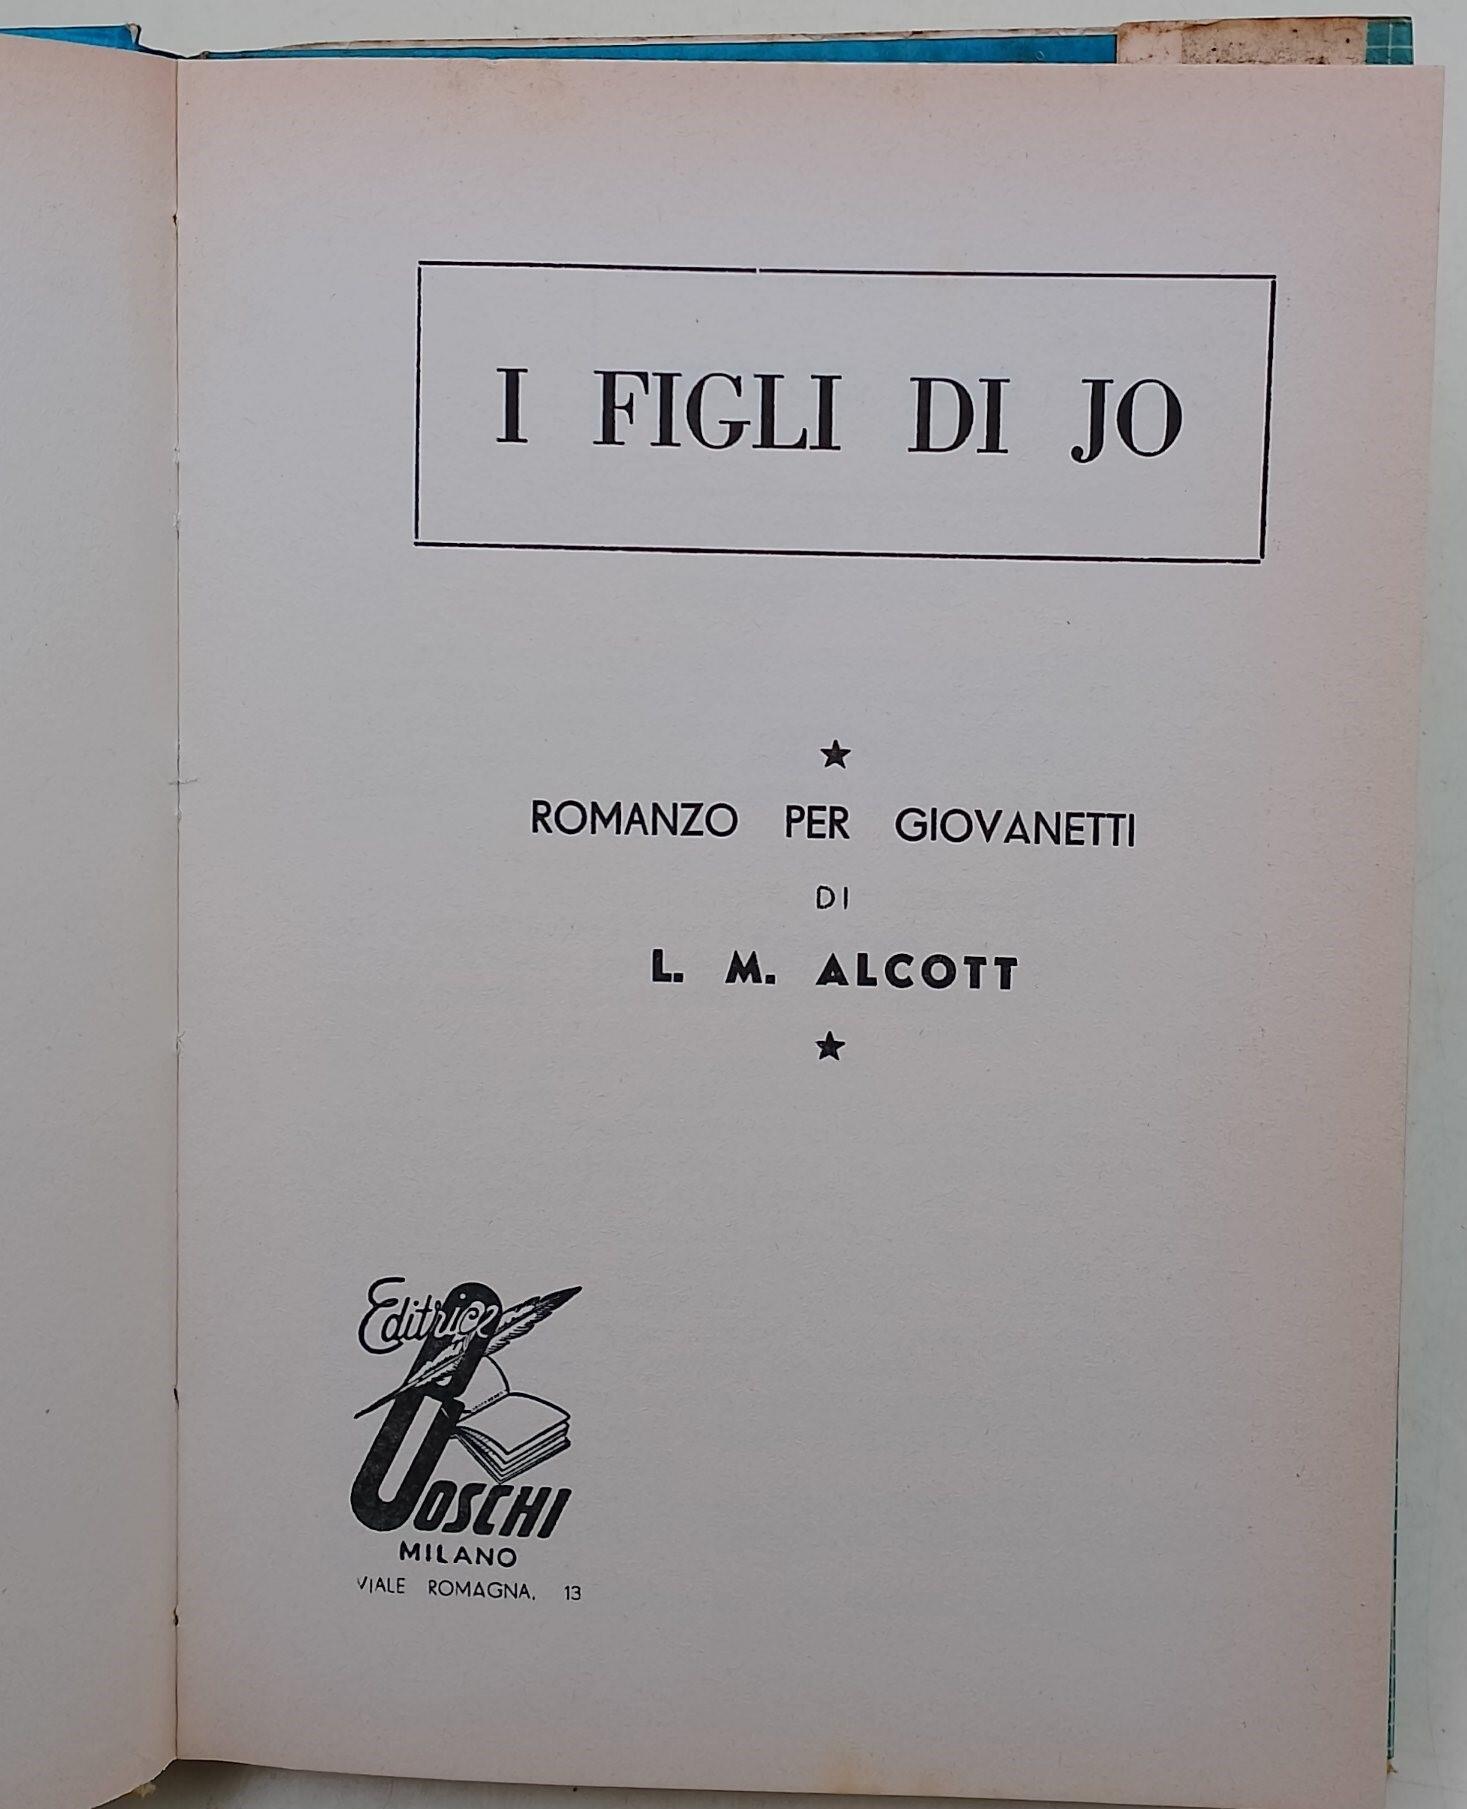 I FIGLI DI JO
ROMANZO PER GIOVANETTI
DI
L. M. ALCOTT
Editrice
BOSCHI
MILANO
VIALE ROMAGNA, 13